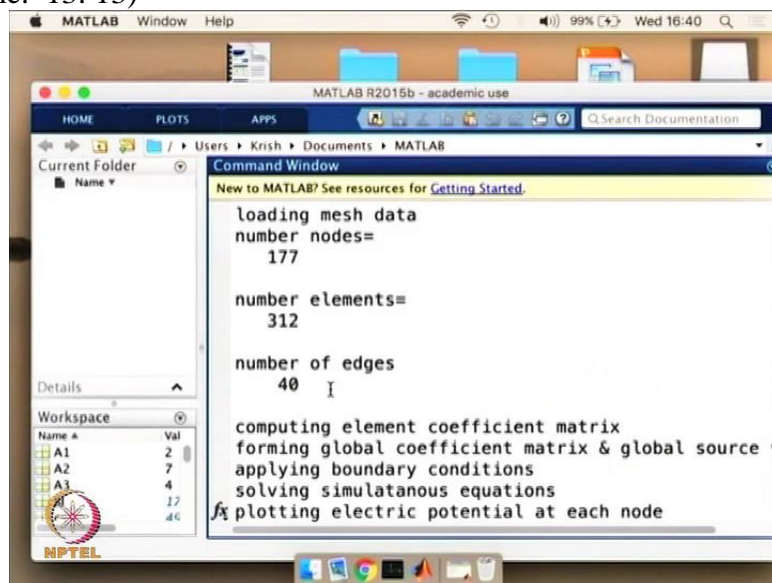 MATLAB Window Help 99% Wed 16:40
MATLAB R2015b - academic use
HOME PLOTS APPS Search Documentation
/ ▸ Users ▸ Krish ▸ Documents ▸ MATLAB
Current Folder Command Window
Name New to MATLAB? See resources for Getting Started.
loading mesh data
number nodes=
177
number elements=
312
number of edges
40
Details
Workspace
Name Val
A1 2
A2 7
A3 4
computing element coefficient matrix
forming global coefficient matrix & global source
applying boundary conditions
solving simulatanous equations
fx plotting electric potential at each node
NPTEL